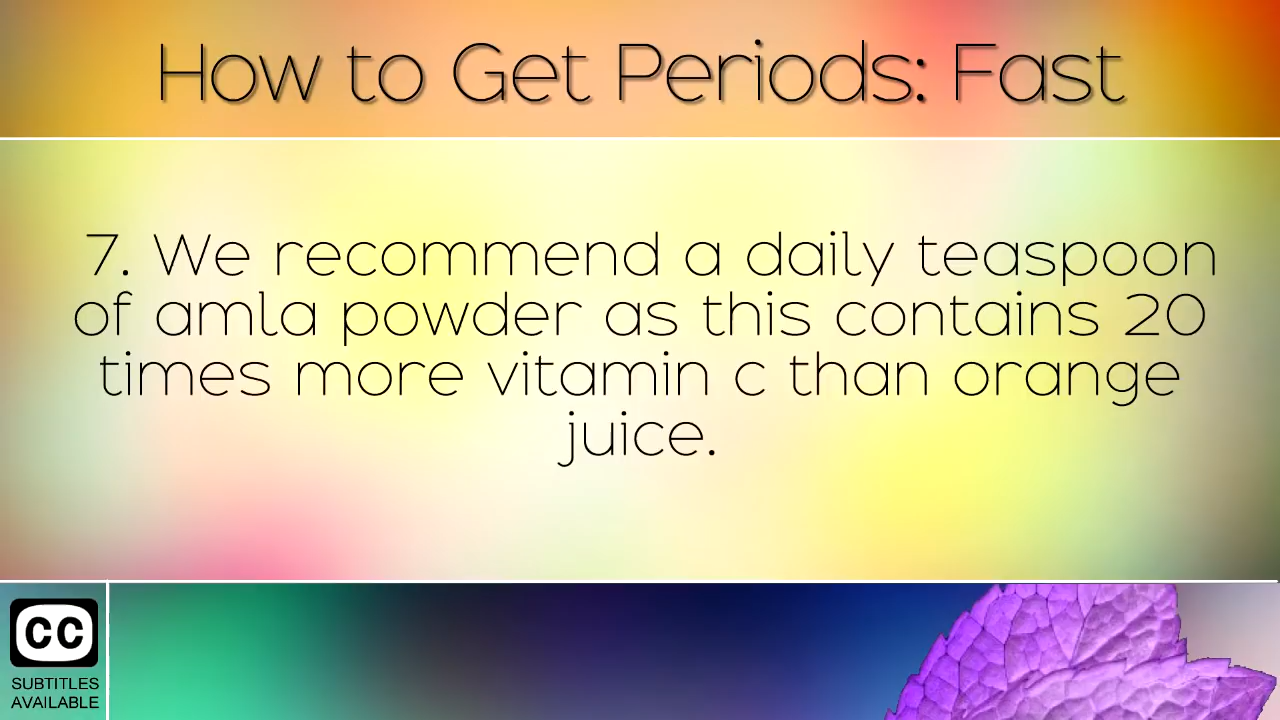 How to Get Periods: Fast
7. We recommend a daily teaspoon
of amla powder as this contains 20
times more vitamin c than orange
juice.
CC
SUBTITLES
AVAILABLE